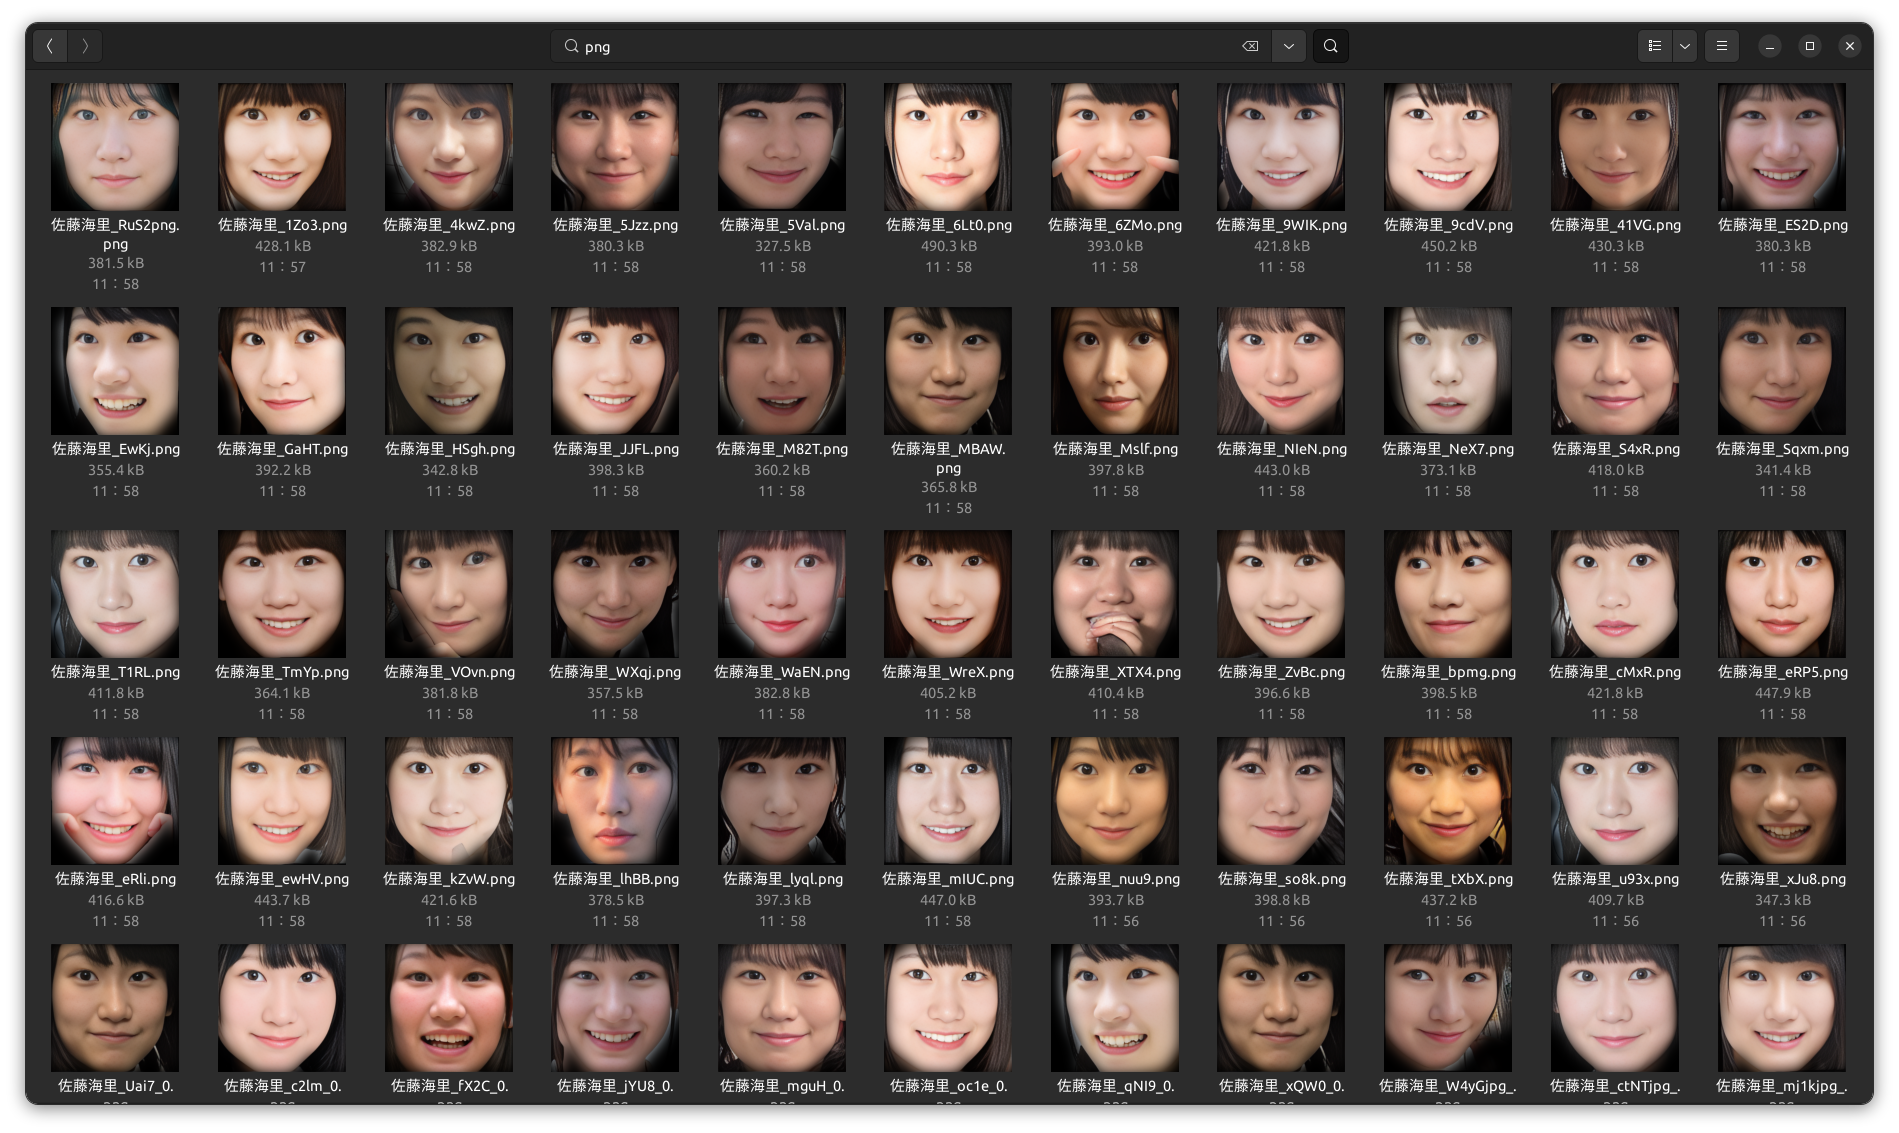 png
佐藤海里_RuS2png.
png
381.5 kB
11：58
佐藤海里_1Zo3.png
428.1 kB
11：57
佐藤海里_4kwZ.png
382.9 kB
11：58
佐藤海里_5Jzz.png
380.3 kB
11：58
佐藤海里_5Val.png
327.5 kB
11：58
佐藤海里_6Lt0.png
490.3 kB
11：58
佐藤海里_6ZMo.png
393.0 kB
11：58
佐藤海里_9WIK.png
421.8 kB
11：58
佐藤海里_9cdV.png
450.2 kB
11：58
佐藤海里_41VG.png
430.3 kB
11：58
佐藤海里_ES2D.png
380.3 kB
11：58
佐藤海里_EwKj.png
355.4 kB
11：58
佐藤海里_GaHT.png
392.2 kB
11：58
佐藤海里_HSgh.png
342.8 kB
11：58
佐藤海里_JJFL.png
398.3 kB
11：58
佐藤海里_M82T.png
360.2 kB
11：58
佐藤海里_MBAW.
png
365.8 kB
11：58
佐藤海里_Mslf.png
397.8 kB
11：58
佐藤海里_NIeN.png
443.0 kB
11：58
佐藤海里_NeX7.png
373.1 kB
11：58
佐藤海里_S4xR.png
418.0 kB
11：58
佐藤海里_Sqxm.png
341.4 kB
11：58
佐藤海里_T1RL.png
411.8 kB
11：58
佐藤海里_TmYp.png
364.1 kB
11：58
佐藤海里_VOvn.png
381.8 kB
11：58
佐藤海里_WXqj.png
357.5 kB
11：58
佐藤海里_WaEN.png
382.8 kB
11：58
佐藤海里_WreX.png
405.2 kB
11：58
佐藤海里_XTX4.png
410.4 kB
11：58
佐藤海里_ZvBc.png
396.6 kB
11：58
佐藤海里_bpmg.png
398.5 kB
11：58
佐藤海里_cMxR.png
421.8 kB
11：58
佐藤海里_eRP5.png
447.9 kB
11：58
佐藤海里_eRli.png
416.6 kB
11：58
佐藤海里_ewHV.png
443.7 kB
11：58
佐藤海里_kZvW.png
421.6 kB
11：58
佐藤海里_lhBB.png
378.5 kB
11：58
佐藤海里_lyql.png
397.3 kB
11：58
佐藤海里_mIUC.png
447.0 kB
11：58
佐藤海里_nuu9.png
393.7 kB
11：56
佐藤海里_so8k.png
398.8 kB
11：56
佐藤海里_tXbX.png
437.2 kB
11：56
佐藤海里_u93x.png
409.7 kB
11：56
佐藤海里_xJu8.png
347.3 kB
11：56
佐藤海里_Uai7_0.
佐藤海里_c2lm_0.
佐藤海里_fX2C_0.
佐藤海里_jYU8_0.
佐藤海里_mguH_0.
佐藤海里_oc1e_0.
佐藤海里_qNI9_0.
佐藤海里_xQW0_0.
佐藤海里_W4yGjpg_.
佐藤海里_ctNTjpg_.
佐藤海里_mj1kjpg_.